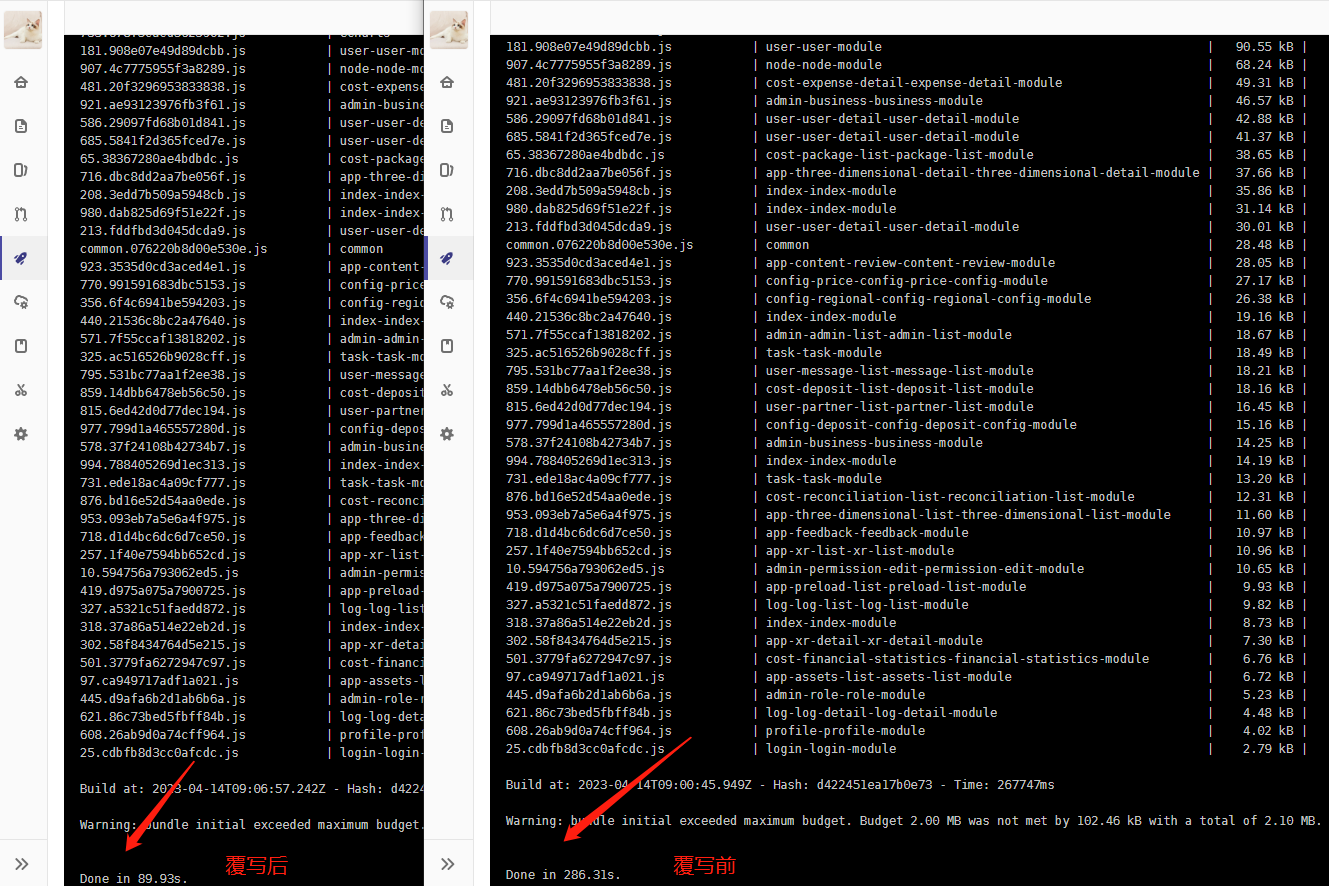 181.908e07e49d89dcbb.js | user-user-mo
907.4c7775955f3a8289.js | node-node-m
481.20f3296953833838.js | cost-expense
921.ae93123976fb3f61.js | admin-busine
586.29097fd68b01d841.js | user-user-de
685.5841f2d365fced7e.js | user-user-de
65.38367280ae4bdbdc.js | cost-package
716.dbc8dd2aa7be056f.js | app-three-di
208.3edd7b509a5948cb.js | index-index-
980.dab825d69f51e22f.js | index-index-
213.fddfbd3d045dcda9.js | user-user-de
common.076220b8d00e530e.js | common
923.3535d0cd3aced4e1.js | app-content-
770.991591683dbc5153.js | config-price
356.6f4c6941be594203.js | config-regio
440.21536c8bc2a47640.js | index-index-
571.7f55ccaf13818202.js | admin-admin-
325.ac516526b9028cff.js | task-task-mo
795.531bc77aa1f2ee38.js | user-message
859.14dbb6478eb56c50.js | cost-deposit
815.6ed42d0d77dec194.js | user-partner
977.799d1a465557280d.js | config-depos
578.37f24108b42734b7.js | admin-busine
994.788405269d1ec313.js | index-index-
731.ede18ac4a09cf777.js | task-task-mo
876.bd16e52d54aa0ede.js | cost-reconci
953.093eb7a5e6a4f975.js | app-three-di
718.d1d4bc6dc6d7ce50.js | app-feedback
257.1f40e7594bb652cd.js | app-xr-list-
10.594756a793062ed5.js | admin-permis
419.d975a075a7900725.js | app-preload-
327.a5321c51faedd872.js | log-log-list
318.37a86a514e22eb2d.js | index-index-
302.58f8434764d5e215.js | app-xr-detai
501.3779fa6272947c97.js | cost-financi
97.ca949717adf1a021.js | app-assets-l
445.d9afa6b2d1ab6b6a.js | admin-role-r
621.86c73bed5fbff84b.js | log-log-deta
608.26ab9d0a74cff964.js | profile-prof
25.cdbfb8d3cc0afcdc.js | login-login-
Build at: 2023-04-14T09:06:57.242Z - Hash: d4224
Warning: bundle initial exceeded maximum budget.
覆写后
Done in 89.93s.
181.908e07e49d89dcbb.js | user-user-module | 90.55 kB |
907.4c7775955f3a8289.js | node-node-module | 68.24 kB |
481.20f3296953833838.js | cost-expense-detail-expense-detail-module | 49.31 kB |
921.ae93123976fb3f61.js | admin-business-business-module | 46.57 kB |
586.29097fd68b01d841.js | user-user-detail-user-detail-module | 42.88 kB |
685.5841f2d365fced7e.js | user-user-detail-user-detail-module | 41.37 kB |
65.38367280ae4bdbdc.js | cost-package-list-package-list-module | 38.65 kB |
716.dbc8dd2aa7be056f.js | app-three-dimensional-detail-three-dimensional-detail-module | 37.66 kB |
208.3edd7b509a5948cb.js | index-index-module | 35.86 kB |
980.dab825d69f51e22f.js | index-index-module | 31.14 kB |
213.fddfbd3d045dcda9.js | user-user-detail-user-detail-module | 30.01 kB |
common.076220b8d00e530e.js | common | 28.48 kB |
923.3535d0cd3aced4e1.js | app-content-review-content-review-module | 28.05 kB |
770.991591683dbc5153.js | config-price-config-price-config-module | 27.17 kB |
356.6f4c6941be594203.js | config-regional-config-regional-config-module | 26.38 kB |
440.21536c8bc2a47640.js | index-index-module | 19.16 kB |
571.7f55ccaf13818202.js | admin-admin-list-admin-list-module | 18.67 kB |
325.ac516526b9028cff.js | task-task-module | 18.49 kB |
795.531bc77aa1f2ee38.js | user-message-list-message-list-module | 18.21 kB |
859.14dbb6478eb56c50.js | cost-deposit-list-deposit-list-module | 18.16 kB |
815.6ed42d0d77dec194.js | user-partner-list-partner-list-module | 16.45 kB |
977.799d1a465557280d.js | config-deposit-config-deposit-config-module | 15.16 kB |
578.37f24108b42734b7.js | admin-business-business-module | 14.25 kB |
994.788405269d1ec313.js | index-index-module | 14.19 kB |
731.ede18ac4a09cf777.js | task-task-module | 13.20 kB |
876.bd16e52d54aa0ede.js | cost-reconciliation-list-reconciliation-list-module | 12.31 kB |
953.093eb7a5e6a4f975.js | app-three-dimensional-list-three-dimensional-list-module | 11.60 kB |
718.d1d4bc6dc6d7ce50.js | app-feedback-feedback-module | 10.97 kB |
257.1f40e7594bb652cd.js | app-xr-list-xr-list-module | 10.96 kB |
10.594756a793062ed5.js | admin-permission-edit-permission-edit-module | 10.65 kB |
419.d975a075a7900725.js | app-preload-list-preload-list-module | 9.93 kB |
327.a5321c51faedd872.js | log-log-list-log-list-module | 9.82 kB |
318.37a86a514e22eb2d.js | index-index-module | 8.73 kB |
302.58f8434764d5e215.js | app-xr-detail-xr-detail-module | 7.30 kB |
501.3779fa6272947c97.js | cost-financial-statistics-financial-statistics-module | 6.76 kB |
97.ca949717adf1a021.js | app-assets-list-assets-list-module | 6.72 kB |
445.d9afa6b2d1ab6b6a.js | admin-role-role-module | 5.23 kB |
621.86c73bed5fbff84b.js | log-log-detail-log-detail-module | 4.48 kB |
608.26ab9d0a74cff964.js | profile-profile-module | 4.02 kB |
25.cdbfb8d3cc0afcdc.js | login-login-module | 2.79 kB |
Build at: 2023-04-14T09:00:45.949Z - Hash: d422451ea17b0e73 - Time: 267747ms
Warning: bundle initial exceeded maximum budget. Budget 2.00 MB was not met by 102.46 kB with a total of 2.10 MB.
覆写前
Done in 286.31s.